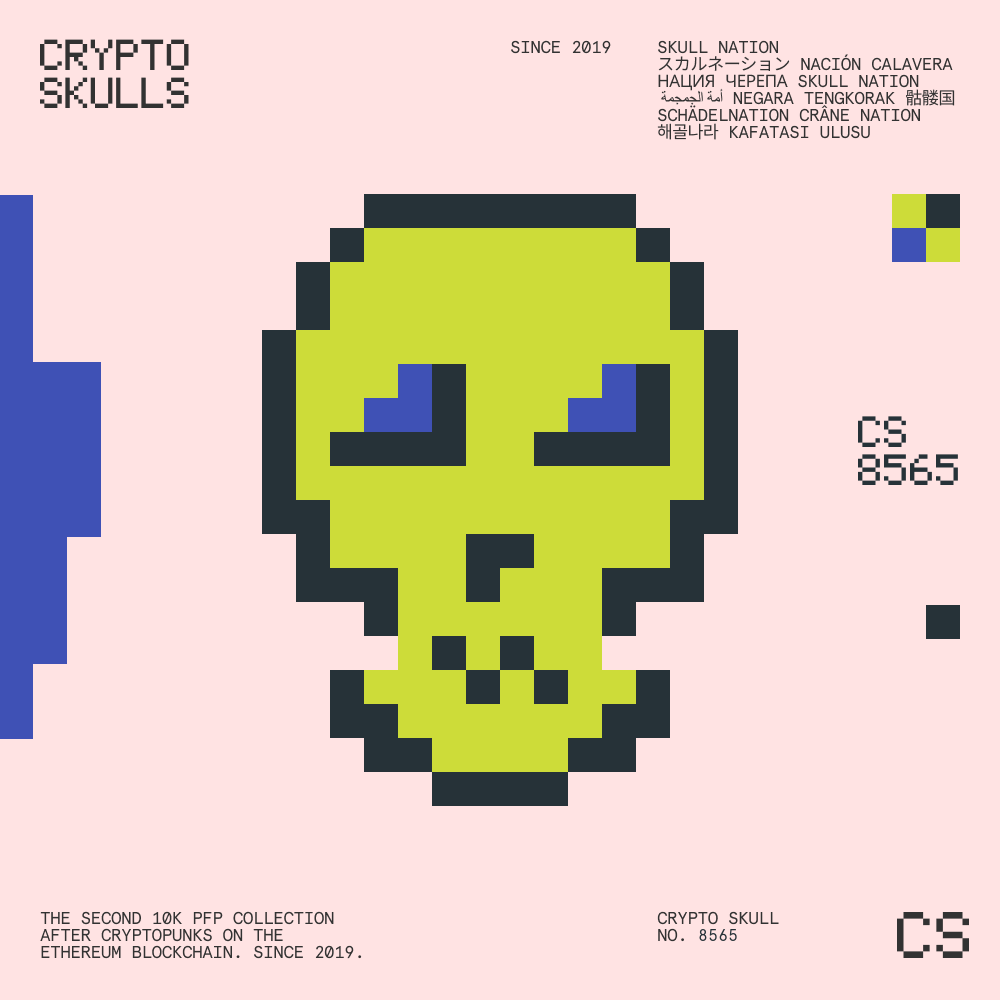 CRYPTO
SKULLS
SINCE 2019
SKULL NATION
スカルネーション NACIÓN CALAVERA
НАЦИЯ ЧЕРЕПА SKULL NATION
أمة الجمجمة NEGARA TENGKORAK 骷髅国
SCHÄDELNATION CRÂNE NATION
해골나라 KAFATASI ULUSU
CS
8565
THE SECOND 10K PFP COLLECTION
AFTER CRYPTOPUNKS ON THE
ETHEREUM BLOCKCHAIN. SINCE 2019.
CRYPTO SKULL
NO. 8565
CS